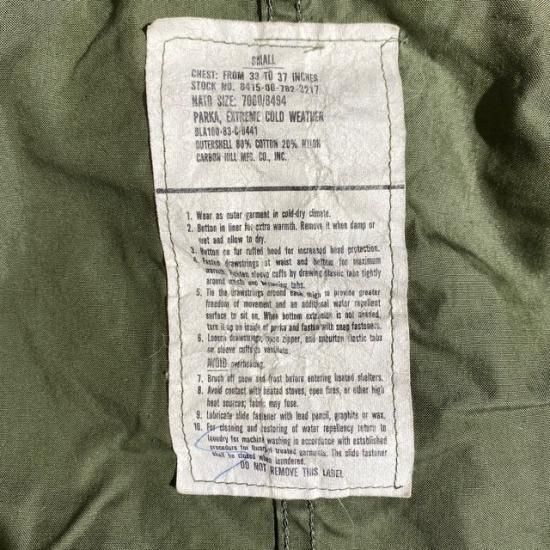 SMALL
CHEST: FROM 33 TO 37 INCHES
STOCK NO. 8415-00-782-3217
NATO SIZE: 7080/8494
PARKA, EXTREME COLD WEATHER
DLA100-83-C-0441
OUTERSHELL 80% COTTON 20% NYLON
CARBON HILL MFG. CO., INC.
1. Wear as outer garment in cold-dry climate.
2. Button in liner for extra warmth. Remove it when damp or
wet and allow to dry.
3. Button on fur ruffed hood for increased head protection.
4. Fasten drawstrings at waist and bottom for maximum
warmth. Fasten sleeve cuffs by drawing elastic tabs tightly
around wrists and buttoning tabs.
5. Tie the drawstrings around each thigh to provide greater
freedom of movement and an additional water repellent
surface to sit on. When bottom extension is not needed,
turn it up on inside of parka and fasten with snap fasteners.
6. Loosen drawstrings, open zipper, and unbutton elastic tabs
on sleeve cuffs to ventilate.
AVOID overheating.
7. Brush off snow and frost before entering heated shelters.
8. Avoid contact with heated stoves, open fires, or other high
heat sources; fabric may fuse.
9. Lubricate slide fastener with lead pencil, graphite or wax.
10. For cleaning and restoring of water repellency return to
laundry for machine washing in accordance with established
procedure for treated garments. The slide fastener
shall be closed when laundered.
DO NOT REMOVE THIS LABEL